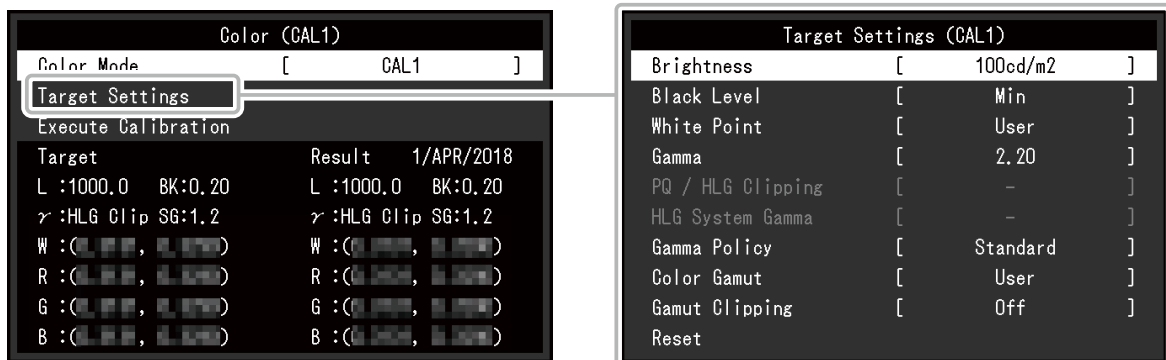 Color (CAL1)
Color Mode [ CAL1 ]
Target Settings
Execute Calibration
Target Result 1/APR/2018
L :1000.0 BK:0.20 L :1000.0 BK:0.20
γ :HLG Clip SG:1.2 γ :HLG Clip SG:1.2
W :( , ) W :( , )
R :( , ) R :( , )
G :( , ) G :( , )
B :( , ) B :( , )
Target Settings (CAL1)
Brightness [ 100cd/m2 ]
Black Level [ Min ]
White Point [ User ]
Gamma [ 2.20 ]
PQ / HLG Clipping [ – ]
HLG System Gamma [ – ]
Gamma Policy [ Standard ]
Color Gamut [ User ]
Gamut Clipping [ Off ]
Reset